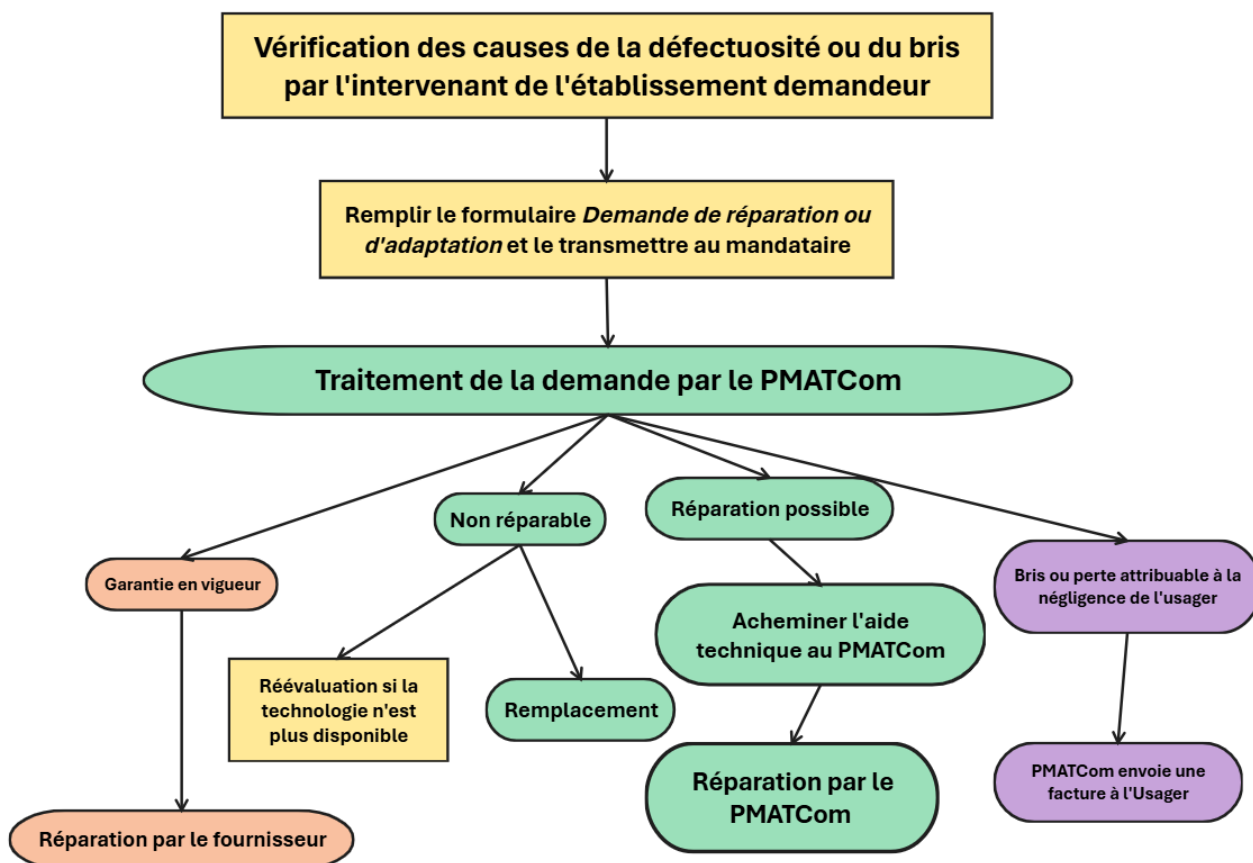 Vérification des causes de la défectuosité ou du bris
par l'intervenant de l'établissement demandeur
Remplir le formulaire Demande de réparation ou
d'adaptation et le transmettre au mandataire
Traitement de la demande par le PMATCom
Non réparable
Réparation possible
Garantie en vigueur
Bris ou perte attribuable à la
négligence de l'usager
Acheminer l'aide
technique au PMATCom
Réévaluation si la
technologie n'est
plus disponible
Remplacement
Réparation par le
PMATCom
PMATCom envoie une
facture à l'Usager
Réparation par le fournisseur